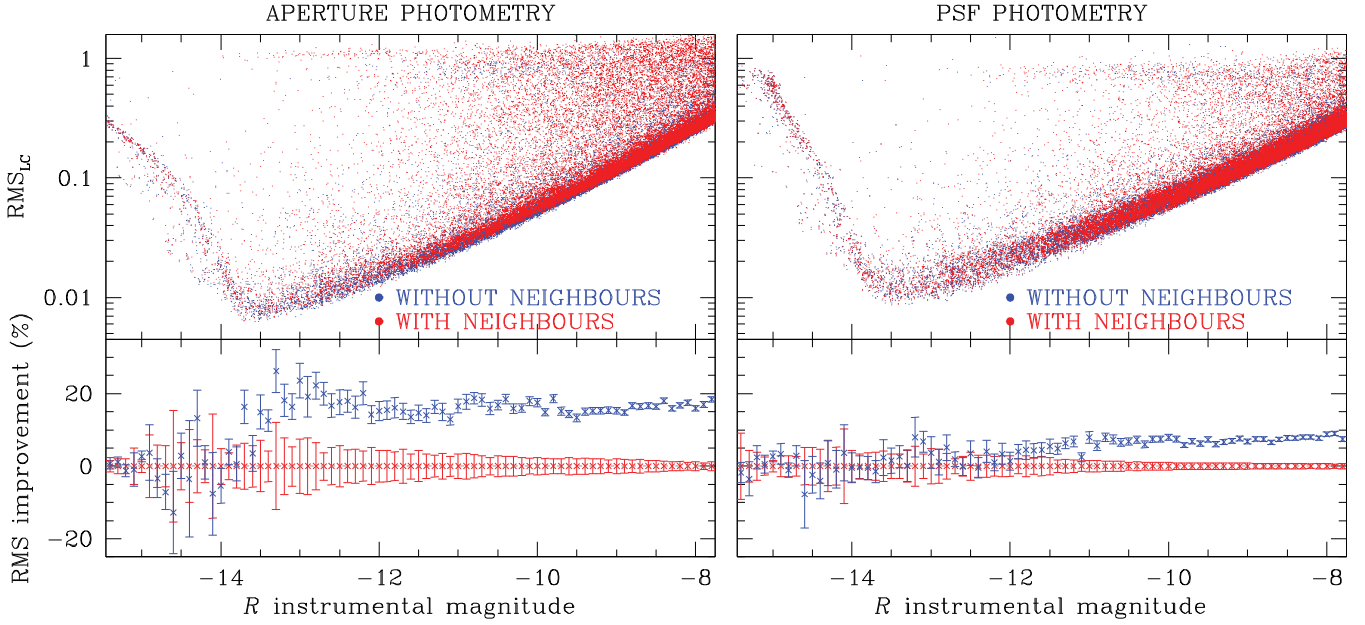 APERTURE PHOTOMETRY
PSF PHOTOMETRY
RMS_LC
1
0.1
0.01
WITHOUT NEIGHBOURS
WITH NEIGHBOURS
WITHOUT NEIGHBOURS
WITH NEIGHBOURS
RMS improvement (%)
20
0
−20
−14 −12 −10 −8
−14 −12 −10 −8
R instrumental magnitude
R instrumental magnitude